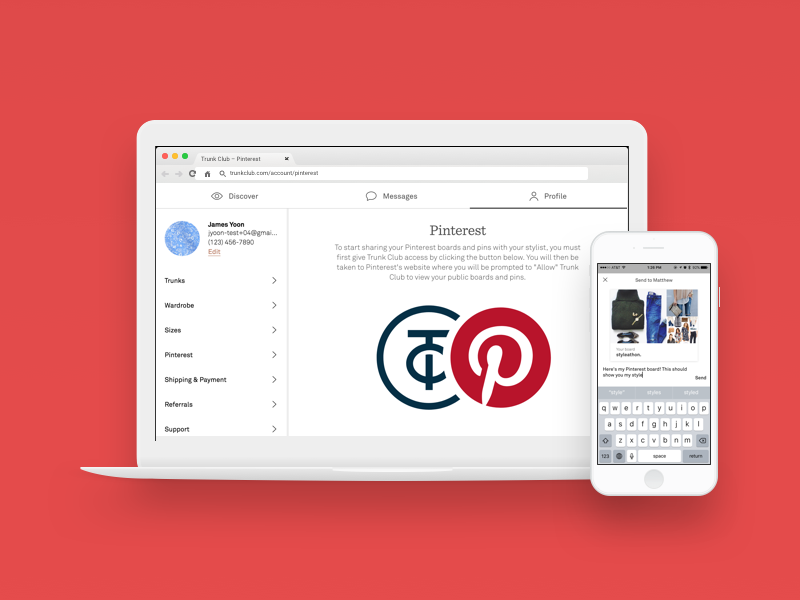 Trunk Club – Pinterest
trunkclub.com/account/pinterest
Discover
Messages
Profile
James Yoon
jyoon-test+04@gmai...
(123) 456-7890
Edit
Trunks
Wardrobe
Sizes
Pinterest
Shipping & Payment
Referrals
Support
Pinterest
To start sharing your Pinterest boards and pins with your stylist, you must
first give Trunk Club access by clicking the button below. You will then be
taken to Pinterest's website where you will be prompted to "Allow" Trunk
Club to view your public boards and pins.
AT&T
1:26 PM
Send to Matthew
Your board
styleathon.
Here's my Pinterest board! This should
show you my style
Send
"style" styles styled
q w e r t y u i o p
a s d f g h j k l
z x c v b n m
123 space return